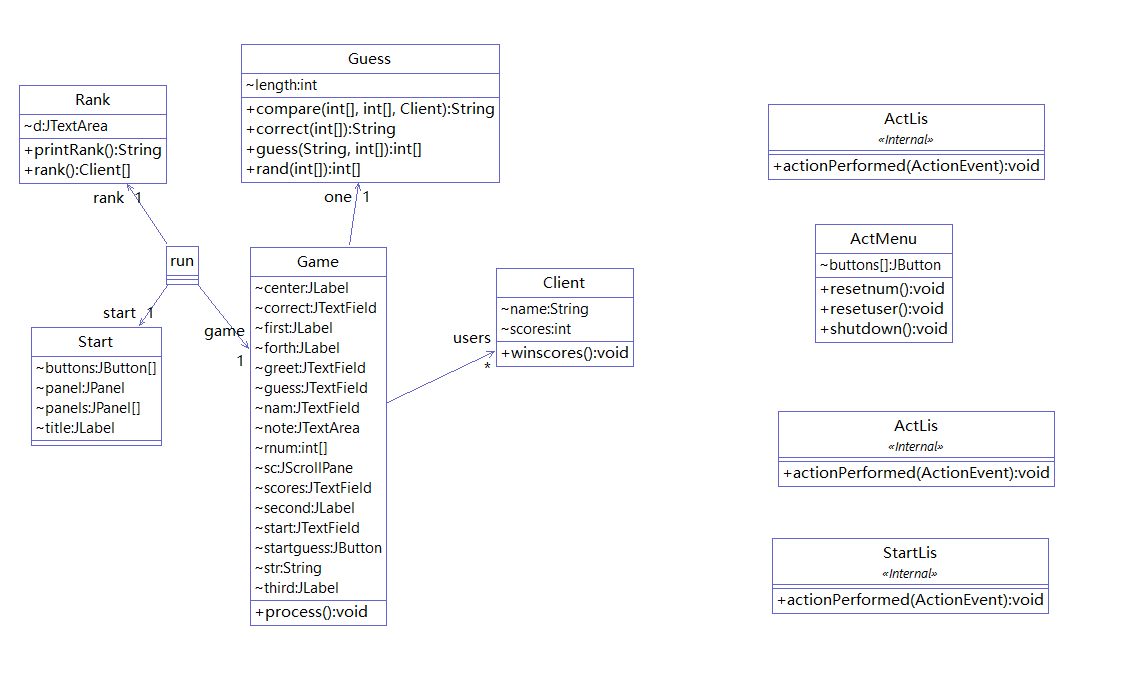 Guess
~length:int
+compare(int[], int[], Client):String
+correct(int[]):String
+guess(String, int[]):int[]
+rand(int[]):int[]
Rank
~d:JTextArea
+printRank():String
+rank():Client[]
rank 1
one 1
run
start 1
game
1
Start
~buttons:JButton[]
~panel:JPanel
~panels:JPanel[]
~title:JLabel
Game
~center:JLabel
~correct:JTextField
~first:JLabel
~forth:JLabel
~greet:JTextField
~guess:JTextField
~nam:JTextField
~note:JTextArea
~rnum:int[]
~sc:JScrollPane
~scores:JTextField
~second:JLabel
~start:JTextField
~startguess:JButton
~str:String
~third:JLabel
+process():void
users
*
Client
~name:String
~scores:int
+winscores():void
ActLis
«Internal»
+actionPerformed(ActionEvent):void
ActMenu
~buttons[]:JButton
+resetnum():void
+resetuser():void
+shutdown():void
ActLis
«Internal»
+actionPerformed(ActionEvent):void
StartLis
«Internal»
+actionPerformed(ActionEvent):void